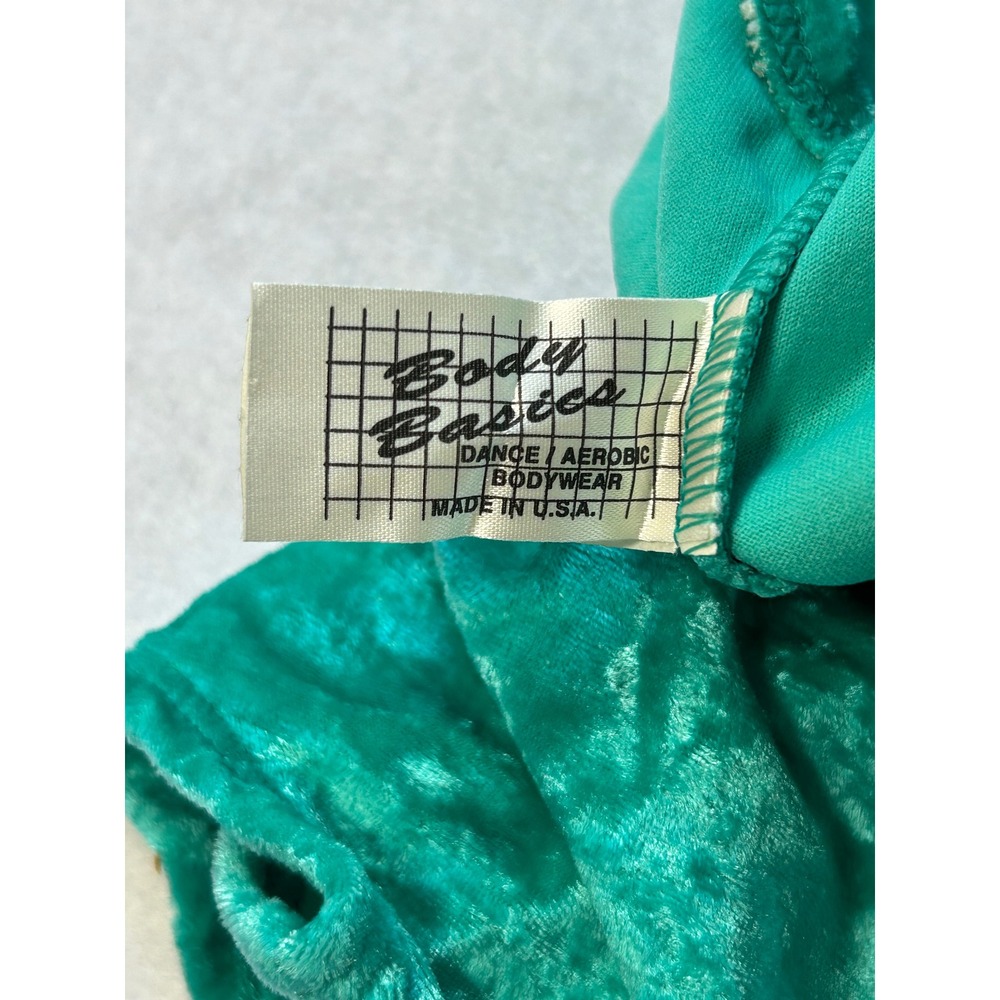 Body
Basics
DANCE / AEROBIC
BODYWEAR
MADE IN U.S.A.